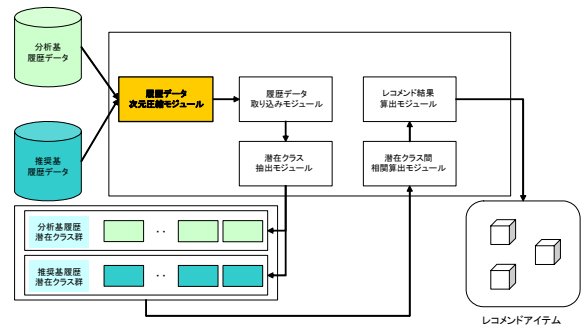 分析基
履歴データ
履歴データ
次元圧縮モジュール
履歴データ
取り込みモジュール
レコメンド結果
算出モジュール
推奨基
履歴データ
潜在クラス
抽出モジュール
潜在クラス間
相関算出モジュール
分析基履歴
潜在クラス群
・・
推奨基履歴
潜在クラス群
・・
レコメンドアイテム